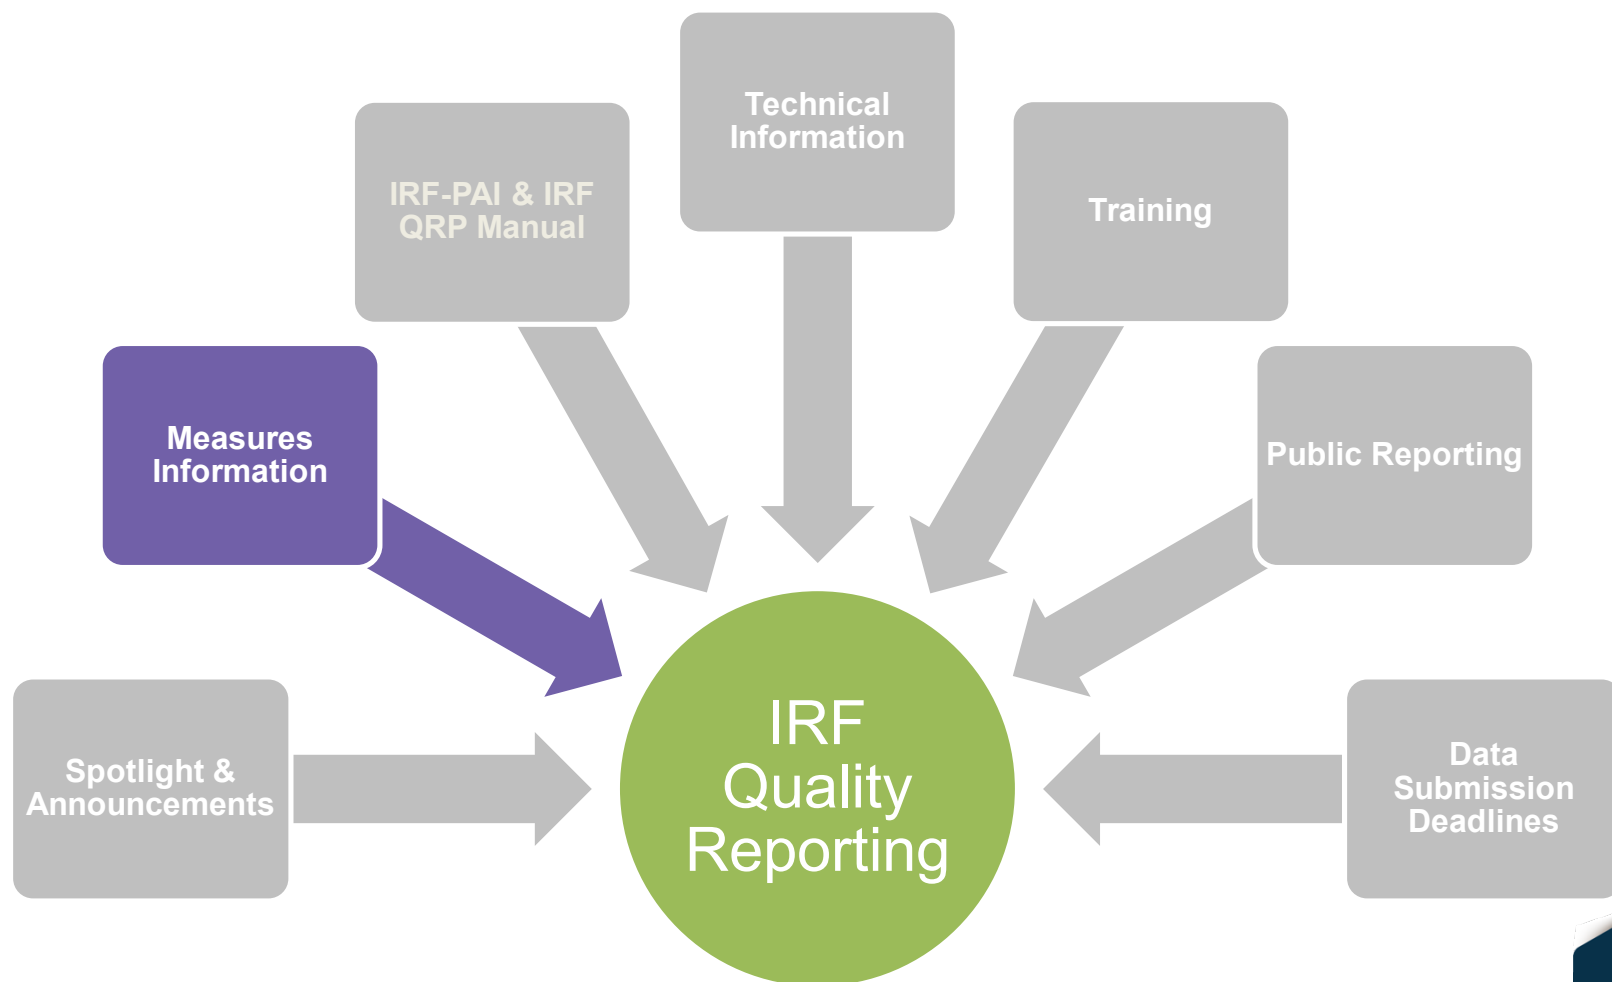 Technical
Information
IRF-PAI & IRF
QRP Manual
Training
Measures
Information
Public Reporting
Spotlight &
Announcements
IRF
Quality
Reporting
Data
Submission
Deadlines